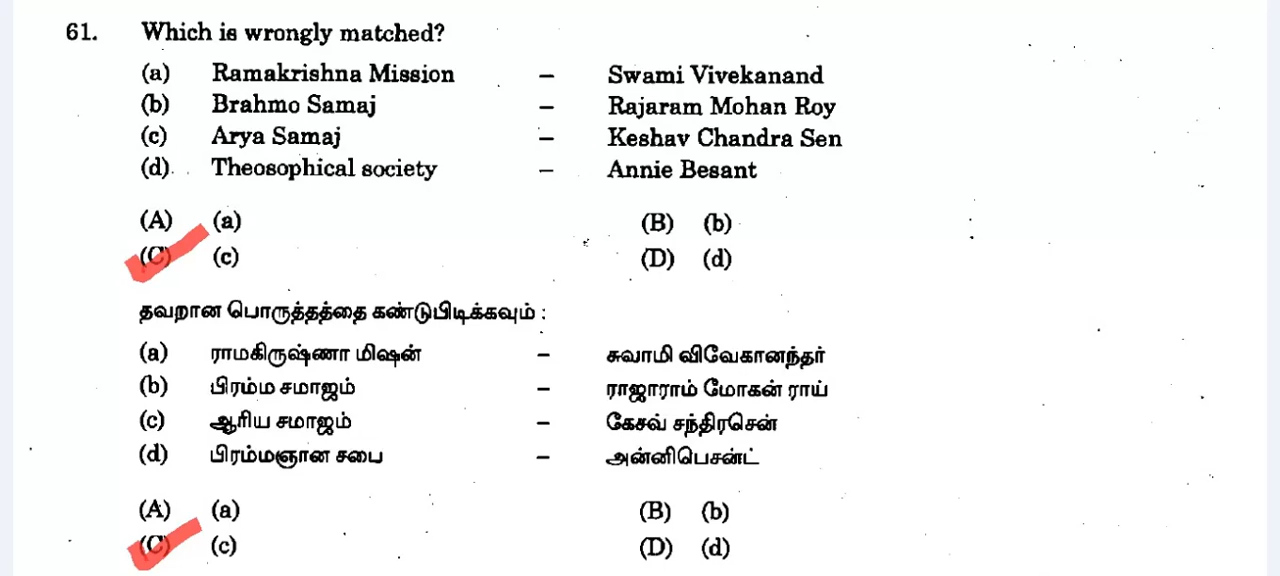 61. Which is wrongly matched?
(a) Ramakrishna Mission – Swami Vivekanand
(b) Brahmo Samaj – Rajaram Mohan Roy
(c) Arya Samaj – Keshav Chandra Sen
(d) Theosophical society – Annie Besant
(A) (a) (B) (b)
(C) (c) (D) (d)
தவறான பொருத்தத்தை கண்டுபிடிக்கவும் :
(a) ராமகிருஷ்ணா மிஷன் – சுவாமி விவேகானந்தர்
(b) பிரம்ம சமாஜம் – ராஜாராம் மோகன் ராய்
(c) ஆரிய சமாஜம் – கேசவ் சந்திரசென்
(d) பிரம்மஞான சபை – அன்னிபெசன்ட்
(A) (a) (B) (b)
(C) (c) (D) (d)